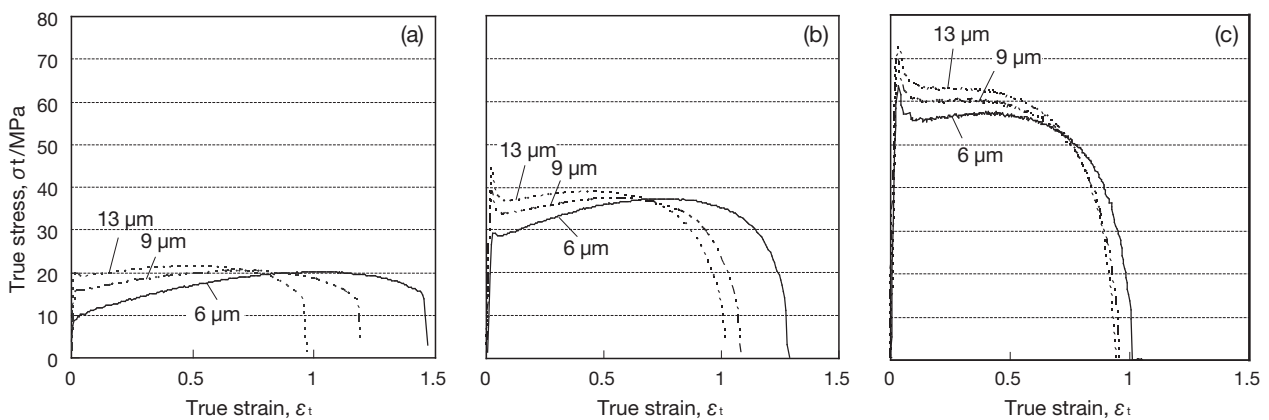 (a)
80
70
60
50
40
30
20
10
0
True stress, σt/MPa
13 µm
9 µm
6 µm
0 0.5 1 1.5
True strain, εt
(b)
13 µm
9 µm
6 µm
0 0.5 1 1.5
True strain, εt
(c)
13 µm
9 µm
6 µm
0 0.5 1 1.5
True strain, εt